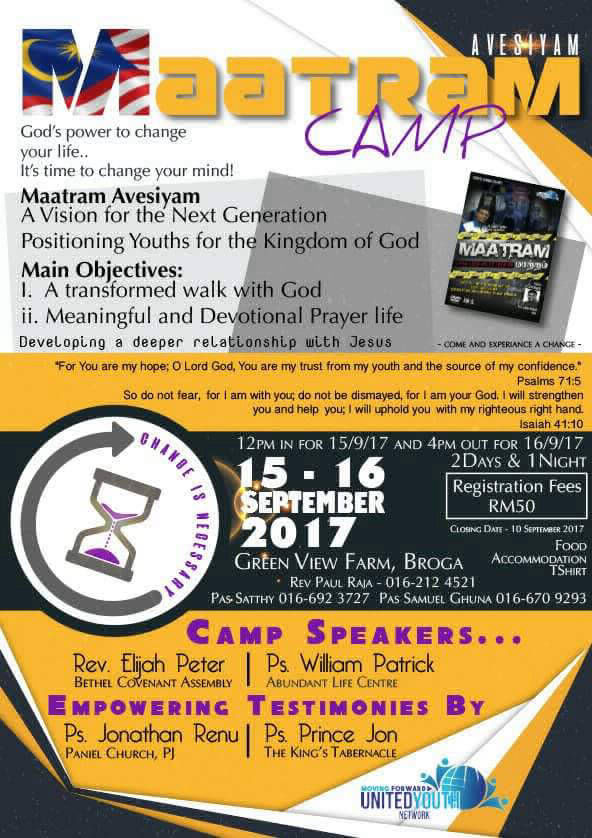 AVESIYAM
Maatram
CAMP
God's power to change
your life..
It's time to change your mind!
Maatram Avesiyam
A Vision for the Next Generation
Positioning Youths for the Kingdom of God
Main Objectives:
I. A transformed walk with God
ii. Meaningful and Devotional Prayer life
Developing a deeper relationship with Jesus
MAATRAM
- COME AND EXPERIANCE A CHANGE -
"For You are my hope; O Lord God, You are my trust from my youth and the source of my confidence."
Psalms 71:5
So do not fear, for I am with you; do not be dismayed, for I am your God. I will strengthen
you and help you; I will uphold you with my righteous right hand.
Isaiah 41:10
CHANGE IS NECESSARY
12PM IN FOR 15/9/17 AND 4PM OUT FOR 16/9/17
2DAYS & 1NIGHT
15 - 16
SEPTEMBER
2017
Registration Fees
RM50
CLOSING DATE - 10 SEPTEMBER 2017
FOOD
ACCOMMODATION
TSHIRT
GREEN VIEW FARM, BROGA
REV PAUL RAJA - 016-212 4521
PAS SATTHY 016-692 3727 PAS SAMUEL GHUNA 016-670 9293
CAMP SPEAKERS...
Rev. Elijah Peter
BETHEL COVENANT ASSEMBLY
Ps. William Patrick
ABUNDANT LIFE CENTRE
EMPOWERING TESTIMONIES BY
Ps. Jonathan Renu
PANIEL CHURCH, PJ
Ps. Prince Jon
THE KING'S TABERNACLE
MOVING FORWARD
UNITEDYOUTH
NETWORK